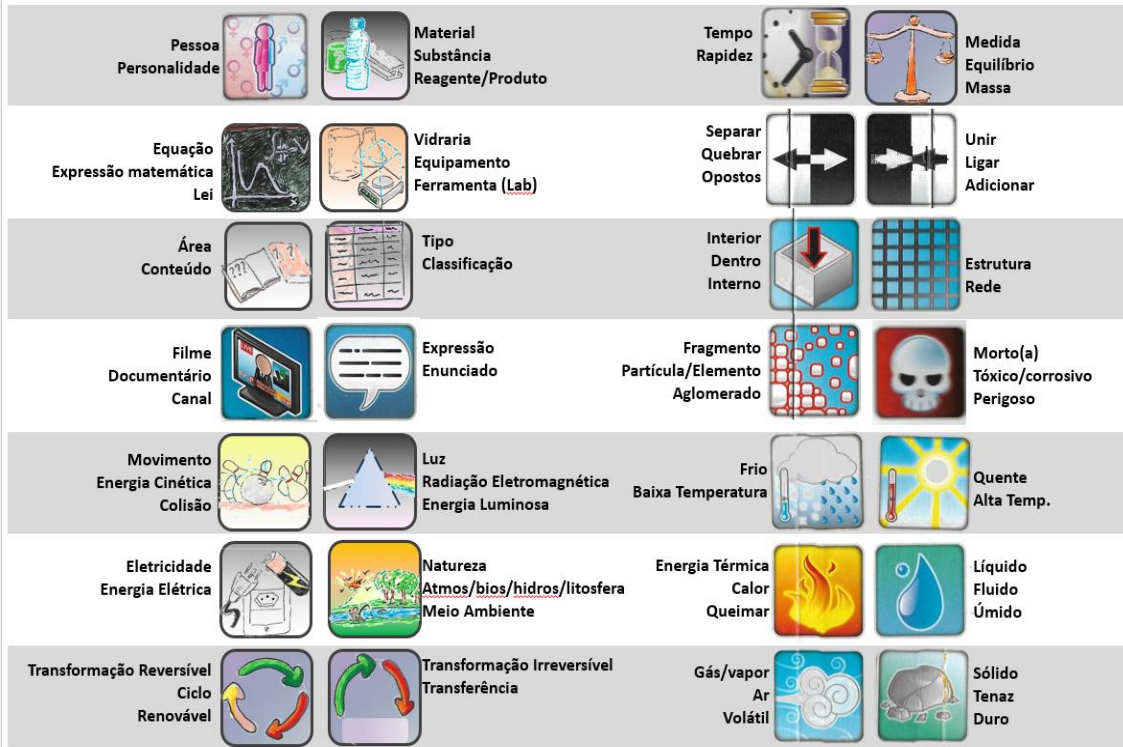 Pessoa
Personalidade
Material
Substância
Reagente/Produto
Tempo
Rapidez
Medida
Equilíbrio
Massa
Equação
Expressão matemática
Lei
Vidraria
Equipamento
Ferramenta (Lab)
Separar
Quebrar
Opostos
Unir
Ligar
Adicionar
Área
Conteúdo
Tipo
Classificação
Interior
Dentro
Interno
Estrutura
Rede
Filme
Documentário
Canal
Expressão
Enunciado
Fragmento
Partícula/Elemento
Aglomerado
Morto(a)
Tóxico/corrosivo
Perigoso
Movimento
Energia Cinética
Colisão
Luz
Radiação Eletromagnética
Energia Luminosa
Frio
Baixa Temperatura
Quente
Alta Temp.
Eletricidade
Energia Elétrica
Natureza
Atmos/bios/hidros/litosfera
Meio Ambiente
Energia Térmica
Calor
Queimar
Líquido
Fluido
Úmido
Transformação Reversível
Ciclo
Renovável
Transformação Irreversível
Transferência
Gás/vapor
Ar
Volátil
Sólido
Tenaz
Duro